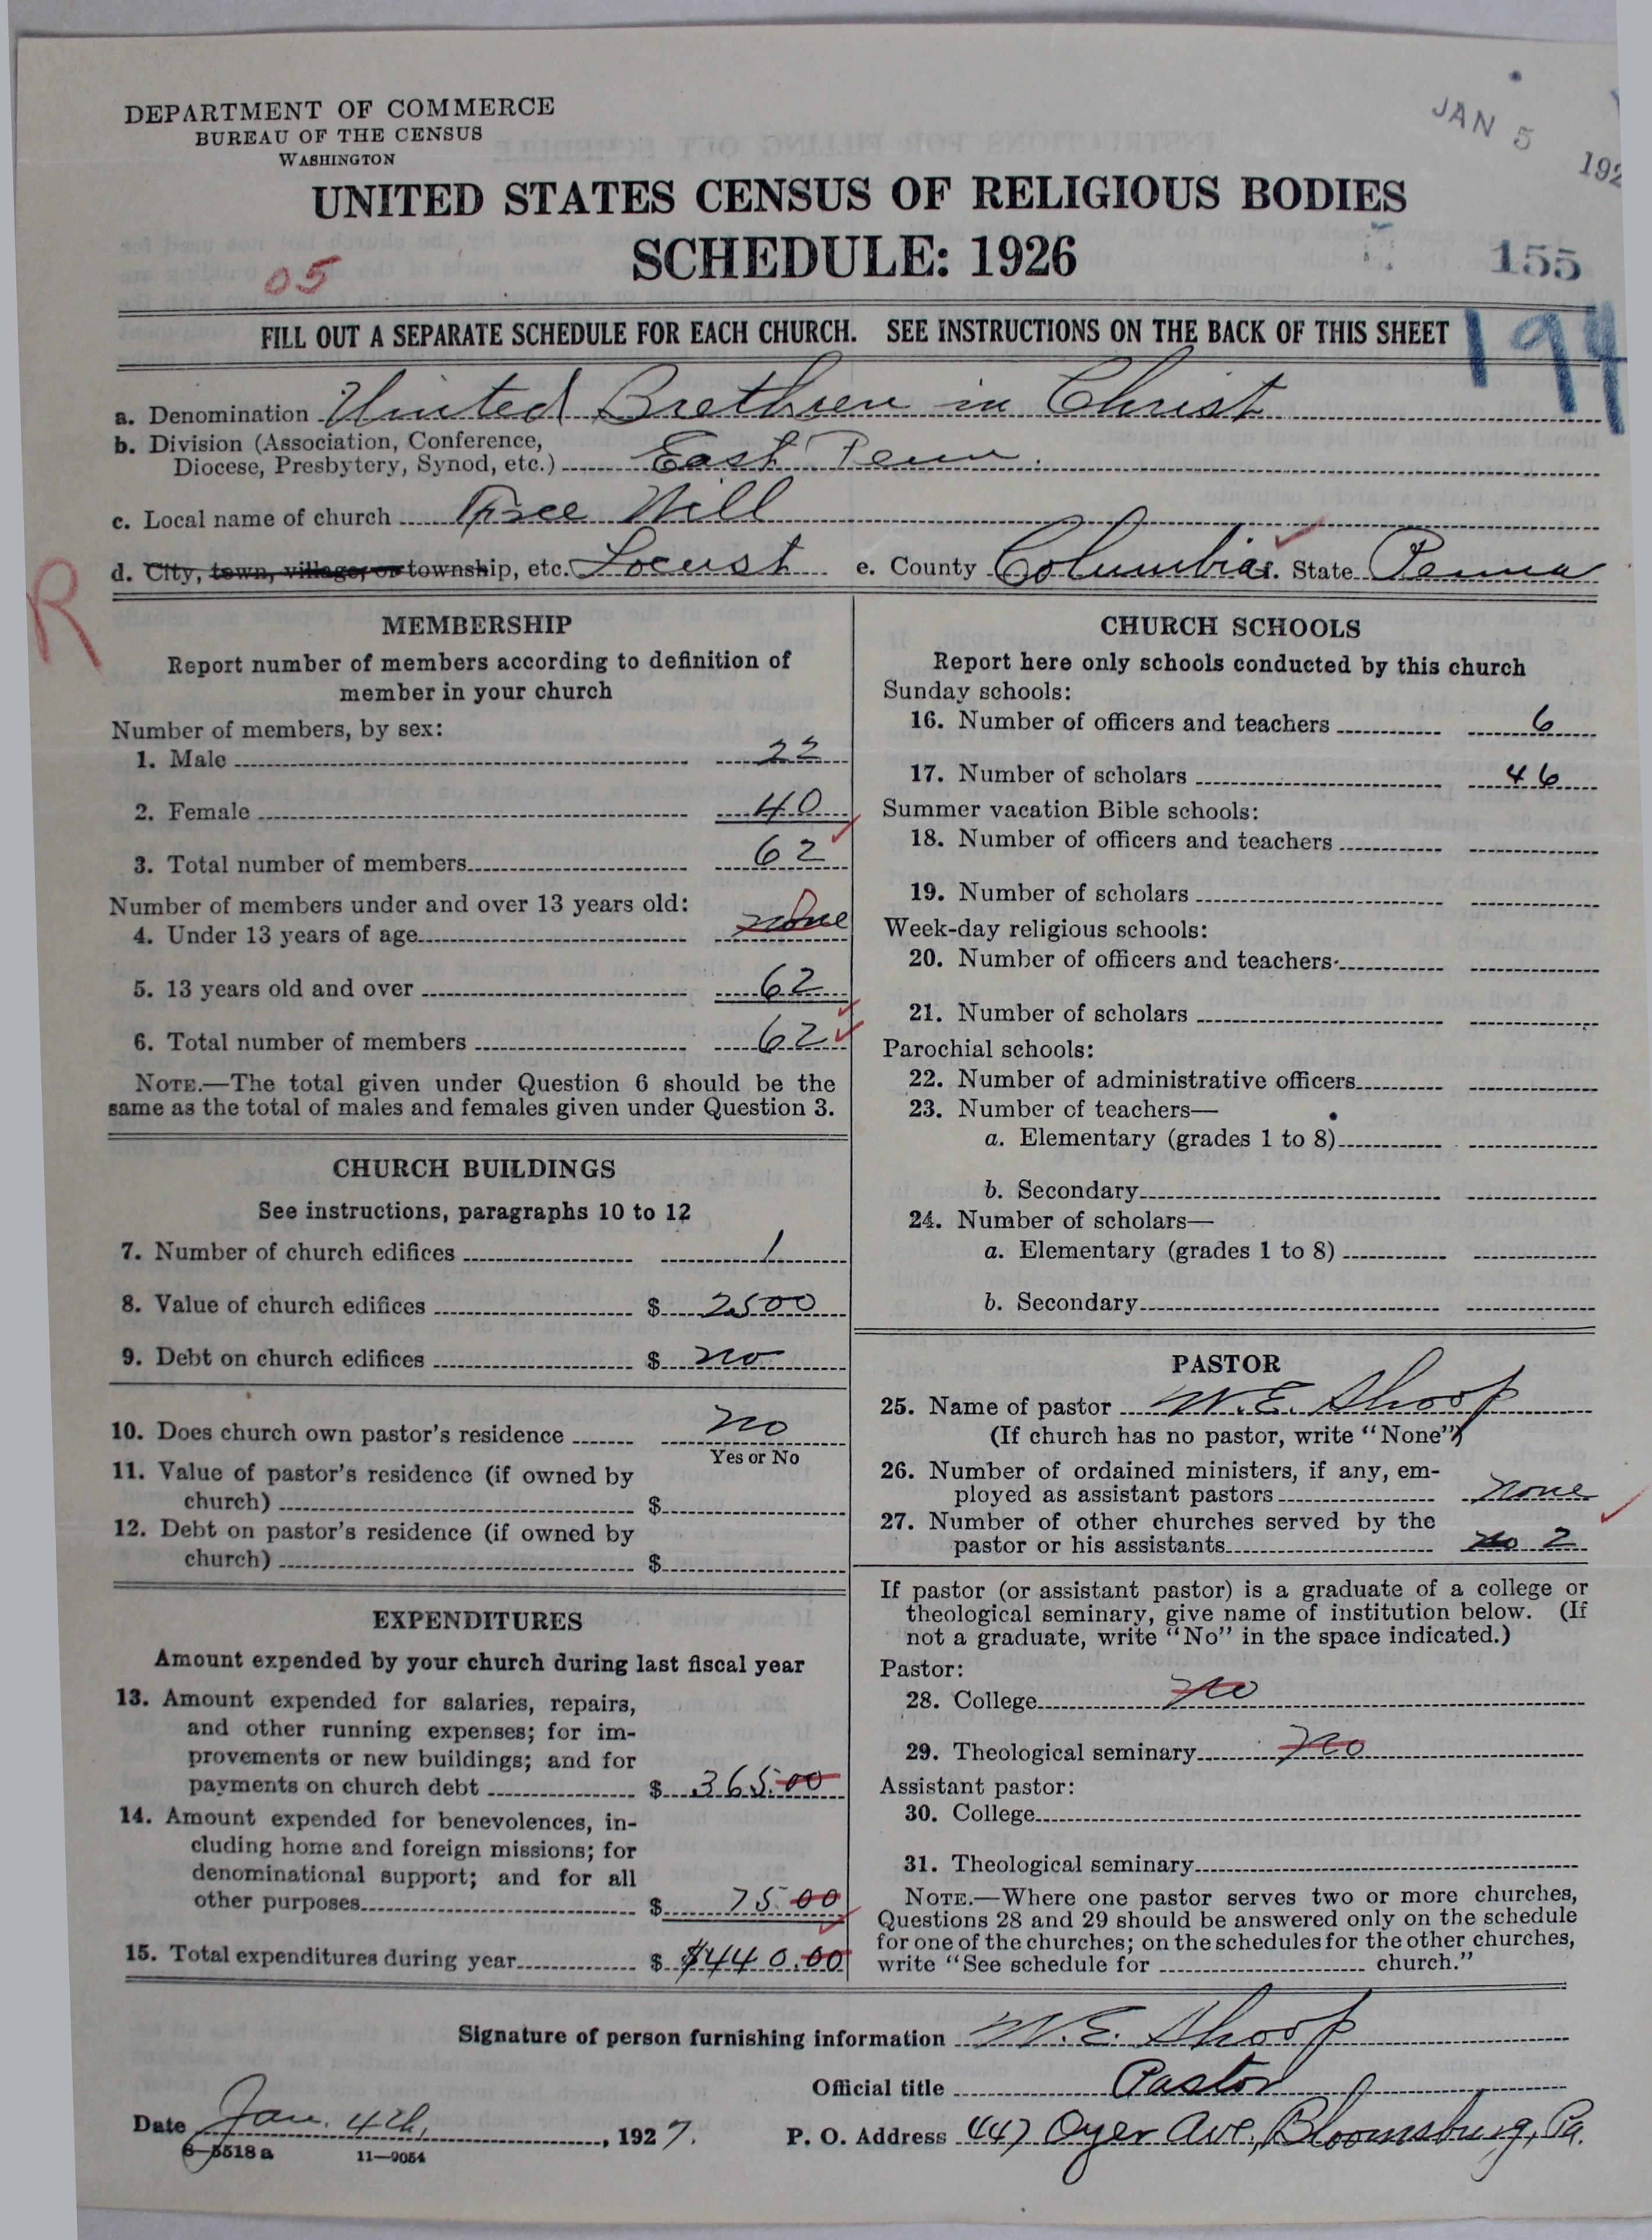 DEPARTMENT OF COMMERCE
BUREAU OF THE CENSUS
WASHINGTON
JAN 5 192
UNITED STATES CENSUS OF RELIGIOUS BODIES
SCHEDULE: 1926
05
155
FILL OUT A SEPARATE SCHEDULE FOR EACH CHURCH. SEE INSTRUCTIONS ON THE BACK OF THIS SHEET
194
a. Denomination United Brethren in Christ
b. Division (Association, Conference,
Diocese, Presbytery, Synod, etc.) East Penn.
c. Local name of church Free Will
d. City, town, village, or township, etc. Locust e. County Columbia. State Penna
R
MEMBERSHIP
Report number of members according to definition of
member in your church
Number of members, by sex:
1. Male 22
2. Female 40
3. Total number of members 62
Number of members under and over 13 years old:
4. Under 13 years of age none
5. 13 years old and over 62
6. Total number of members 62
NOTE.—The total given under Question 6 should be the
same as the total of males and females given under Question 3.
CHURCH BUILDINGS
See instructions, paragraphs 10 to 12
7. Number of church edifices 1
8. Value of church edifices $ 2500
9. Debt on church edifices $ no
10. Does church own pastor's residence no
Yes or No
11. Value of pastor's residence (if owned by
church) $
12. Debt on pastor's residence (if owned by
church) $
EXPENDITURES
Amount expended by your church during last fiscal year
13. Amount expended for salaries, repairs,
and other running expenses; for im-
provements or new buildings; and for
payments on church debt $ 365.00
14. Amount expended for benevolences, in-
cluding home and foreign missions; for
denominational support; and for all
other purposes $ 75 00
15. Total expenditures during year $ $440.00
CHURCH SCHOOLS
Report here only schools conducted by this church
Sunday schools:
16. Number of officers and teachers 6
17. Number of scholars 46
Summer vacation Bible schools:
18. Number of officers and teachers
19. Number of scholars
Week-day religious schools:
20. Number of officers and teachers
21. Number of scholars
Parochial schools:
22. Number of administrative officers
23. Number of teachers—
a. Elementary (grades 1 to 8)
b. Secondary
24. Number of scholars—
a. Elementary (grades 1 to 8)
b. Secondary
PASTOR
25. Name of pastor W. E. Shoop
(If church has no pastor, write "None")
26. Number of ordained ministers, if any, em-
ployed as assistant pastors none
27. Number of other churches served by the
pastor or his assistants no 2
If pastor (or assistant pastor) is a graduate of a college or
theological seminary, give name of institution below. (If
not a graduate, write "No" in the space indicated.)
Pastor:
28. College no
29. Theological seminary no
Assistant pastor:
30. College
31. Theological seminary
NOTE.—Where one pastor serves two or more churches,
Questions 28 and 29 should be answered only on the schedule
for one of the churches; on the schedules for the other churches,
write "See schedule for church."
Signature of person furnishing information W. E. Shoop
Official title Pastor
Date Jan. 4th, 1927. P. O. Address 447 Oyer Ave., Bloomsburg, Pa.
8—5518 a 11—9054